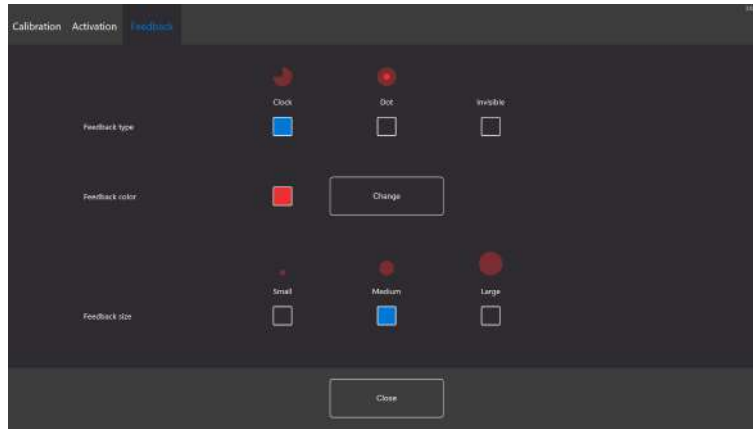 Calibration Activation Feedback
Clock Dot Invisible
Feedback type
Feedback color Change
Small Medium Large
Feedback size
Close